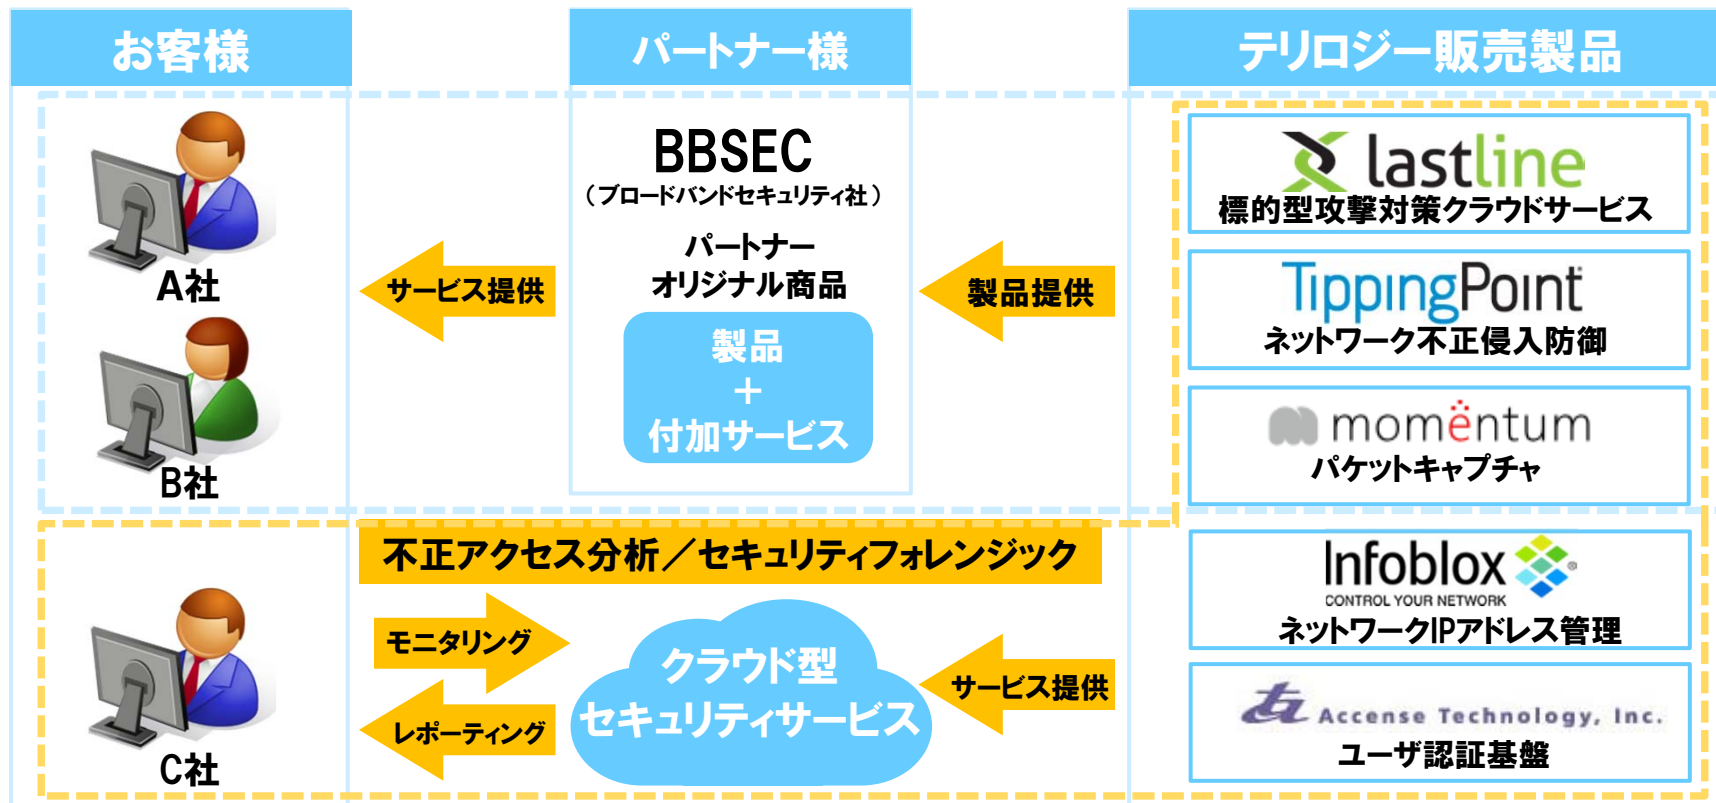 お客様
パートナー様
テリロジー販売製品
A社
B社
サービス提供
BBSEC
（ブロードバンドセキュリティ社）
パートナー
オリジナル商品
製品
＋
付加サービス
製品提供
lastline
標的型攻撃対策クラウドサービス
TippingPoint
ネットワーク不正侵入防御
momëntum
パケットキャプチャ
不正アクセス分析／セキュリティフォレンジック
C社
モニタリング
レポーティング
クラウド型
セキュリティサービス
サービス提供
Infoblox
CONTROL YOUR NETWORK
ネットワークIPアドレス管理
Accense Technology, Inc.
ユーザ認証基盤